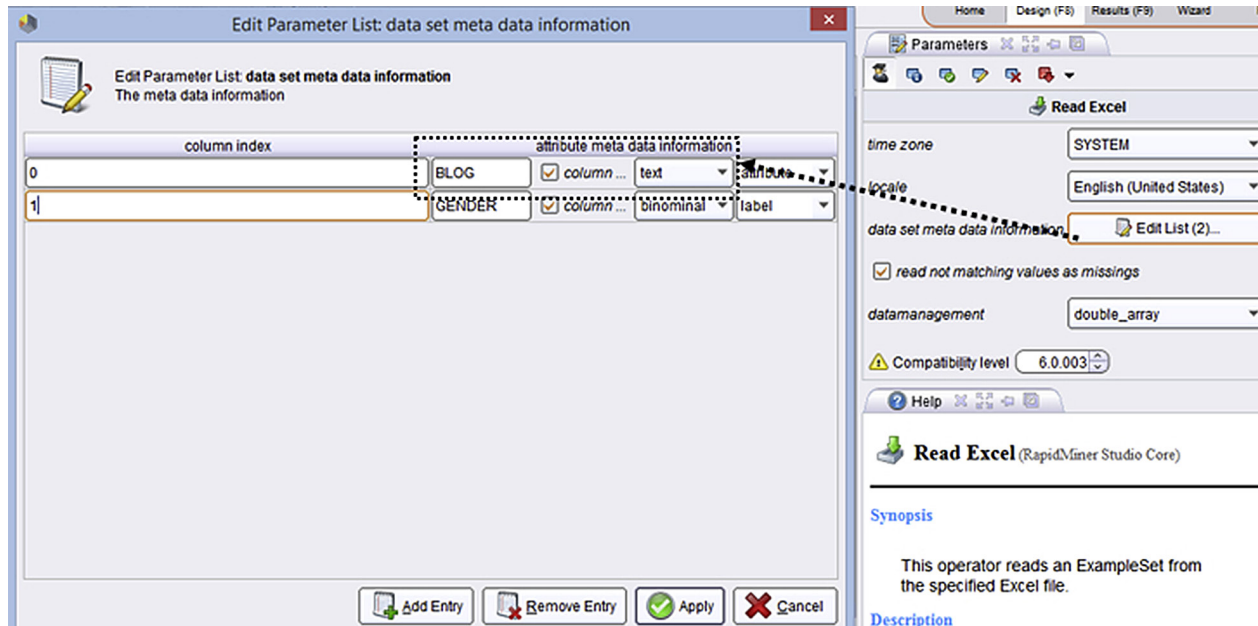 Edit Parameter List: data set meta data information
Edit Parameter List: data set meta data information
The meta data information
column index attribute meta data information
0 BLOG column ... text attribute
1 GENDER column ... binominal label
Add Entry Remove Entry Apply Cancel
Home Design (F8) Results (F9) Wizard
Parameters
Read Excel
time zone SYSTEM
locale English (United States)
data set meta data information Edit List (2)...
read not matching values as missings
datamanagement double_array
Compatibility level 6.0.003
Help
Read Excel (RapidMiner Studio Core)
Synopsis
This operator reads an ExampleSet from
the specified Excel file.
Description